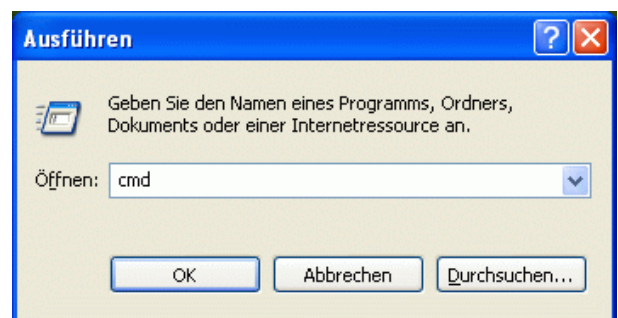 Ausführen
Geben Sie den Namen eines Programms, Ordners,
Dokuments oder einer Internetressource an.
Öffnen: cmd
OK Abbrechen Durchsuchen...